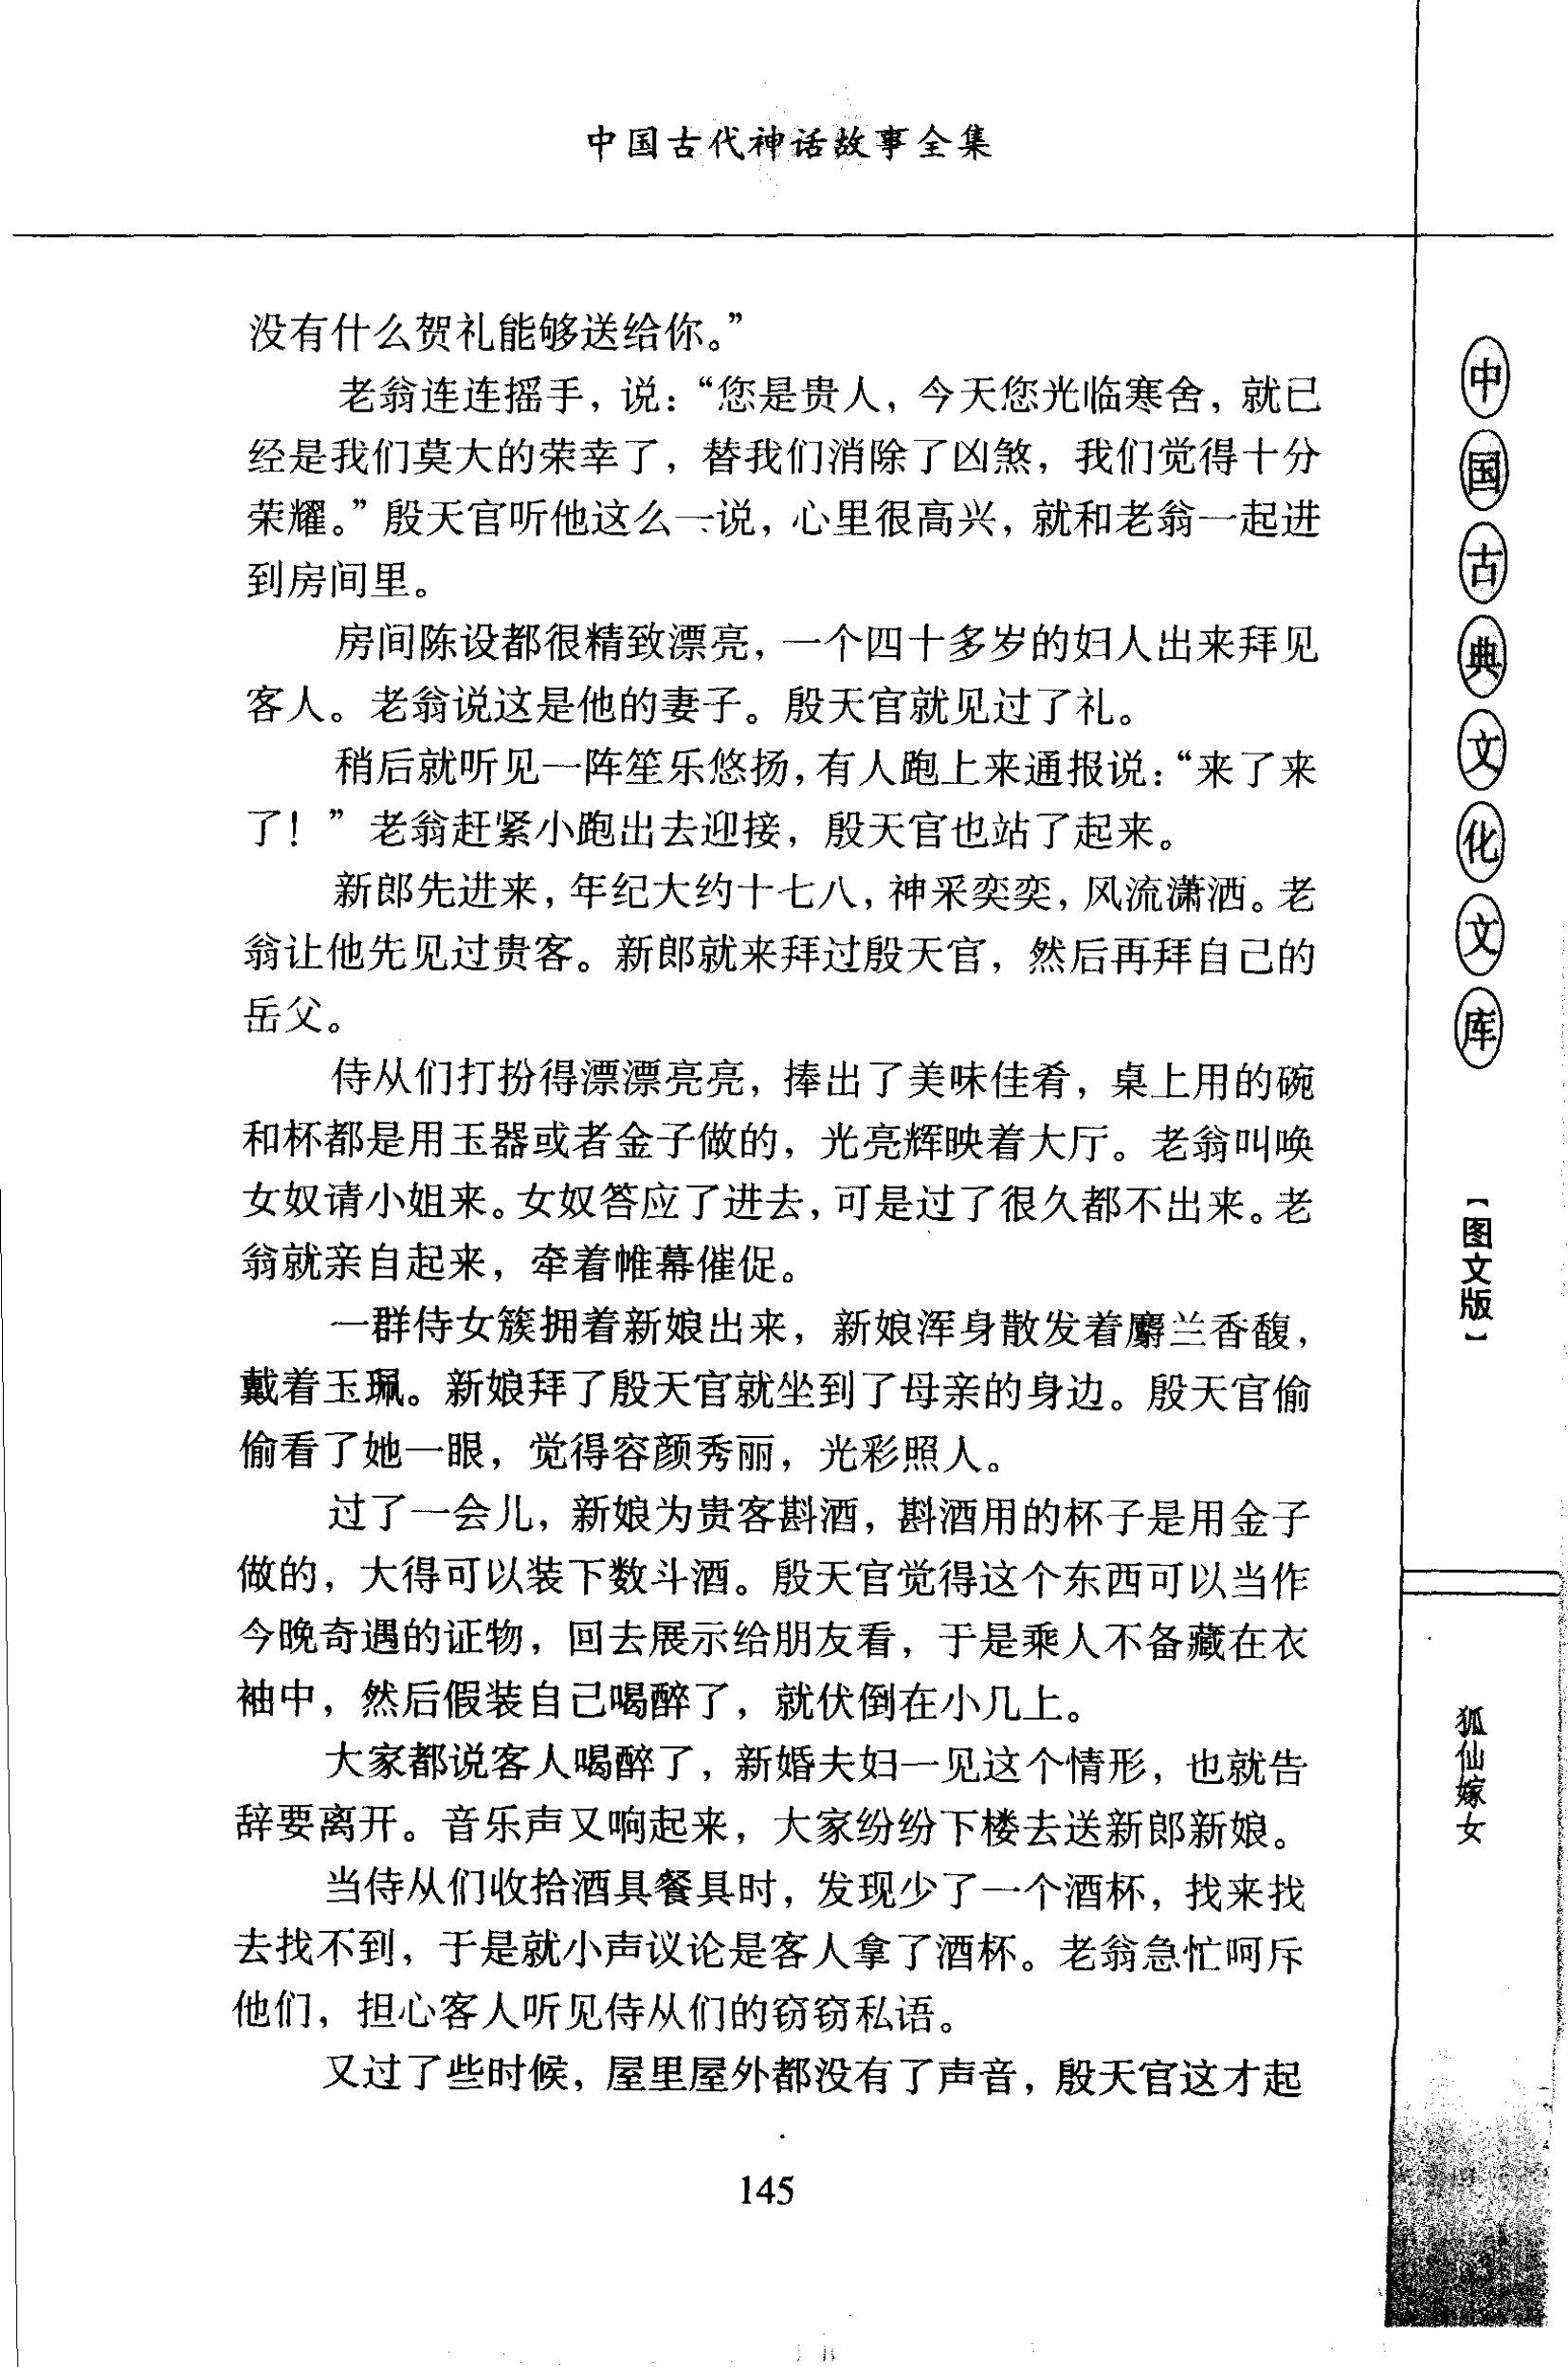 中国古代神话故事全集
没有什么贺礼能够送给你。”
老翁连连摇手，说：“您是贵人，今天您光临寒舍，就已
经是我们莫大的荣幸了，替我们消除了凶煞，我们觉得十分
荣耀。”殷天官听他这么一说，心里很高兴，就和老翁一起进
到房间里。
房间陈设都很精致漂亮，一个四十多岁的妇人出来拜见
客人。老翁说这是他的妻子。殷天官就见过了礼。
稍后就听见一阵笙乐悠扬，有人跑上来通报说：“来了来
了！”老翁赶紧小跑出去迎接，殷天官也站了起来。
新郎先进来，年纪大约十七八，神采奕奕，风流潇洒。老
翁让他先见过贵客。新郎就来拜过殷天官，然后再拜自己的
岳父。
侍从们打扮得漂漂亮亮，捧出了美味佳肴，桌上用的碗
和杯都是用玉器或者金子做的，光亮辉映着大厅。老翁叫唤
女奴请小姐来。女奴答应了进去，可是过了很久都不出来。老
翁就亲自起来，牵着帷幕催促。
一群侍女簇拥着新娘出来，新娘浑身散发着麝兰香馥，
戴着玉珮。新娘拜了殷天官就坐到了母亲的身边。殷天官偷
偷看了她一眼，觉得容颜秀丽，光彩照人。
过了一会儿，新娘为贵客斟酒，斟酒用的杯子是用金子
做的，大得可以装下数斗酒。殷天官觉得这个东西可以当作
今晚奇遇的证物，回去展示给朋友看，于是乘人不备藏在衣
袖中，然后假装自己喝醉了，就伏倒在小几上。
大家都说客人喝醉了，新婚夫妇一见这个情形，也就告
辞要离开。音乐声又响起来，大家纷纷下楼去送新郎新娘。
当侍从们收拾酒具餐具时，发现少了一个酒杯，找来找
去找不到，于是就小声议论是客人拿了酒杯。老翁急忙呵斥
他们，担心客人听见侍从们的窃窃私语。
又过了些时候，屋里屋外都没有了声音，殷天官这才起
145
中国古典文化文库
【图文版】
狐仙嫁女